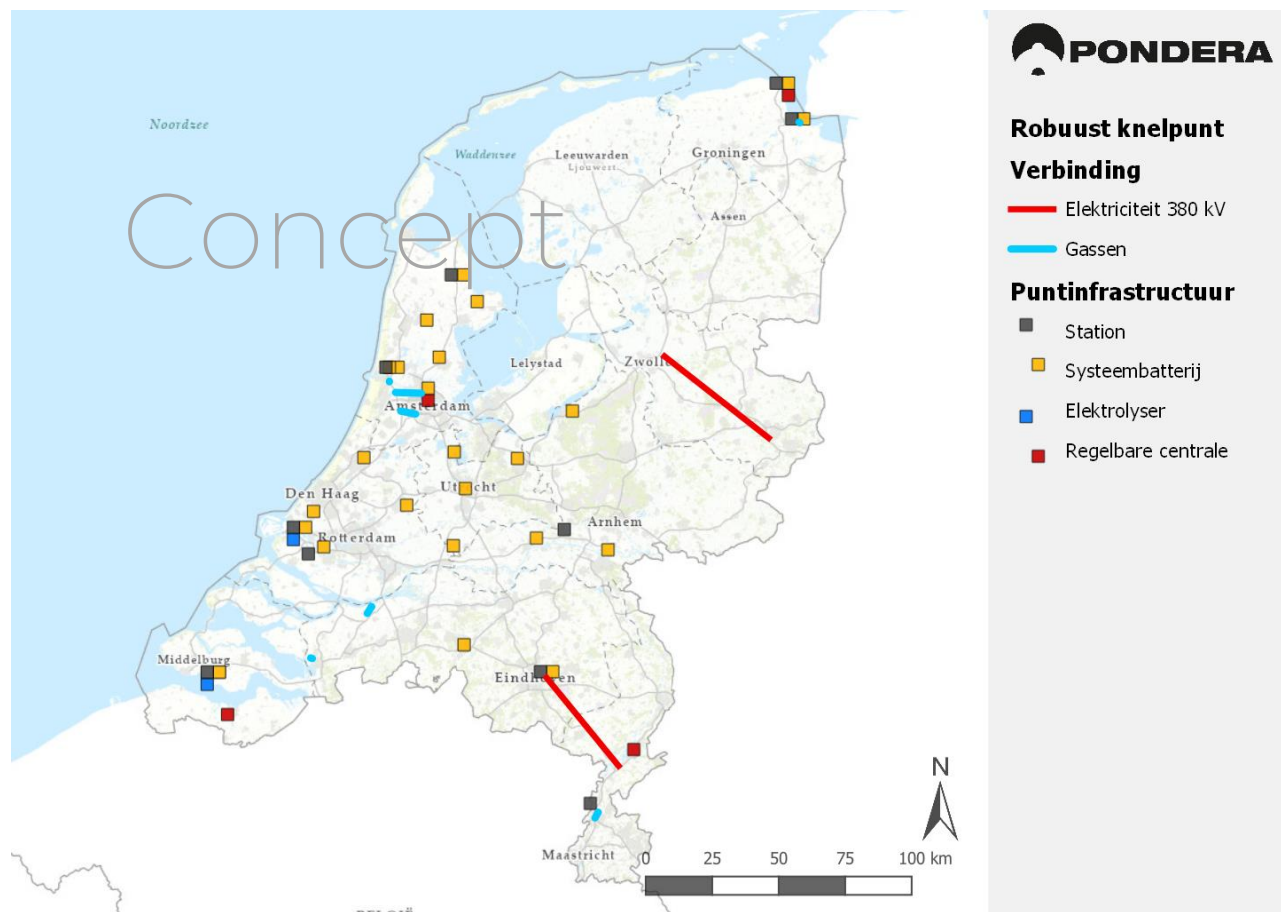 Noordzee
Waddenzee
Leeuwarden
Ljouwert
Groningen
Assen
Concept
Lelystad
Zwolle
Amsterdam
Utrecht
Den Haag
Rotterdam
Arnhem
Middelburg
Eindhoven
Maastricht
BELGIË
N
0 25 50 75 100 km
PONDERA
Robuust knelpunt
Verbinding
Elektriciteit 380 kV
Gassen
Puntinfrastructuur
Station
Systeembatterij
Elektrolyser
Regelbare centrale